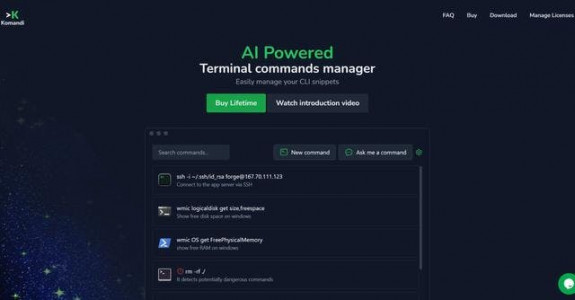 >K
Komandi
FAQ Buy Download Manage Licenses
AI Powered
Terminal commands manager
Easily manage your CLI snippets
Buy Lifetime Watch introduction video
Search commands... New command Ask me a command
ssh -i ~/.ssh/id_rsa forge@167.70.111.123
Connect to the app server via SSH
wmic logicaldisk get size,freespace
Show free disk space on windows
wmic OS get FreePhysicalMemory
show free RAM on windows
rm -rf ./
It detects potentially dangerous commands